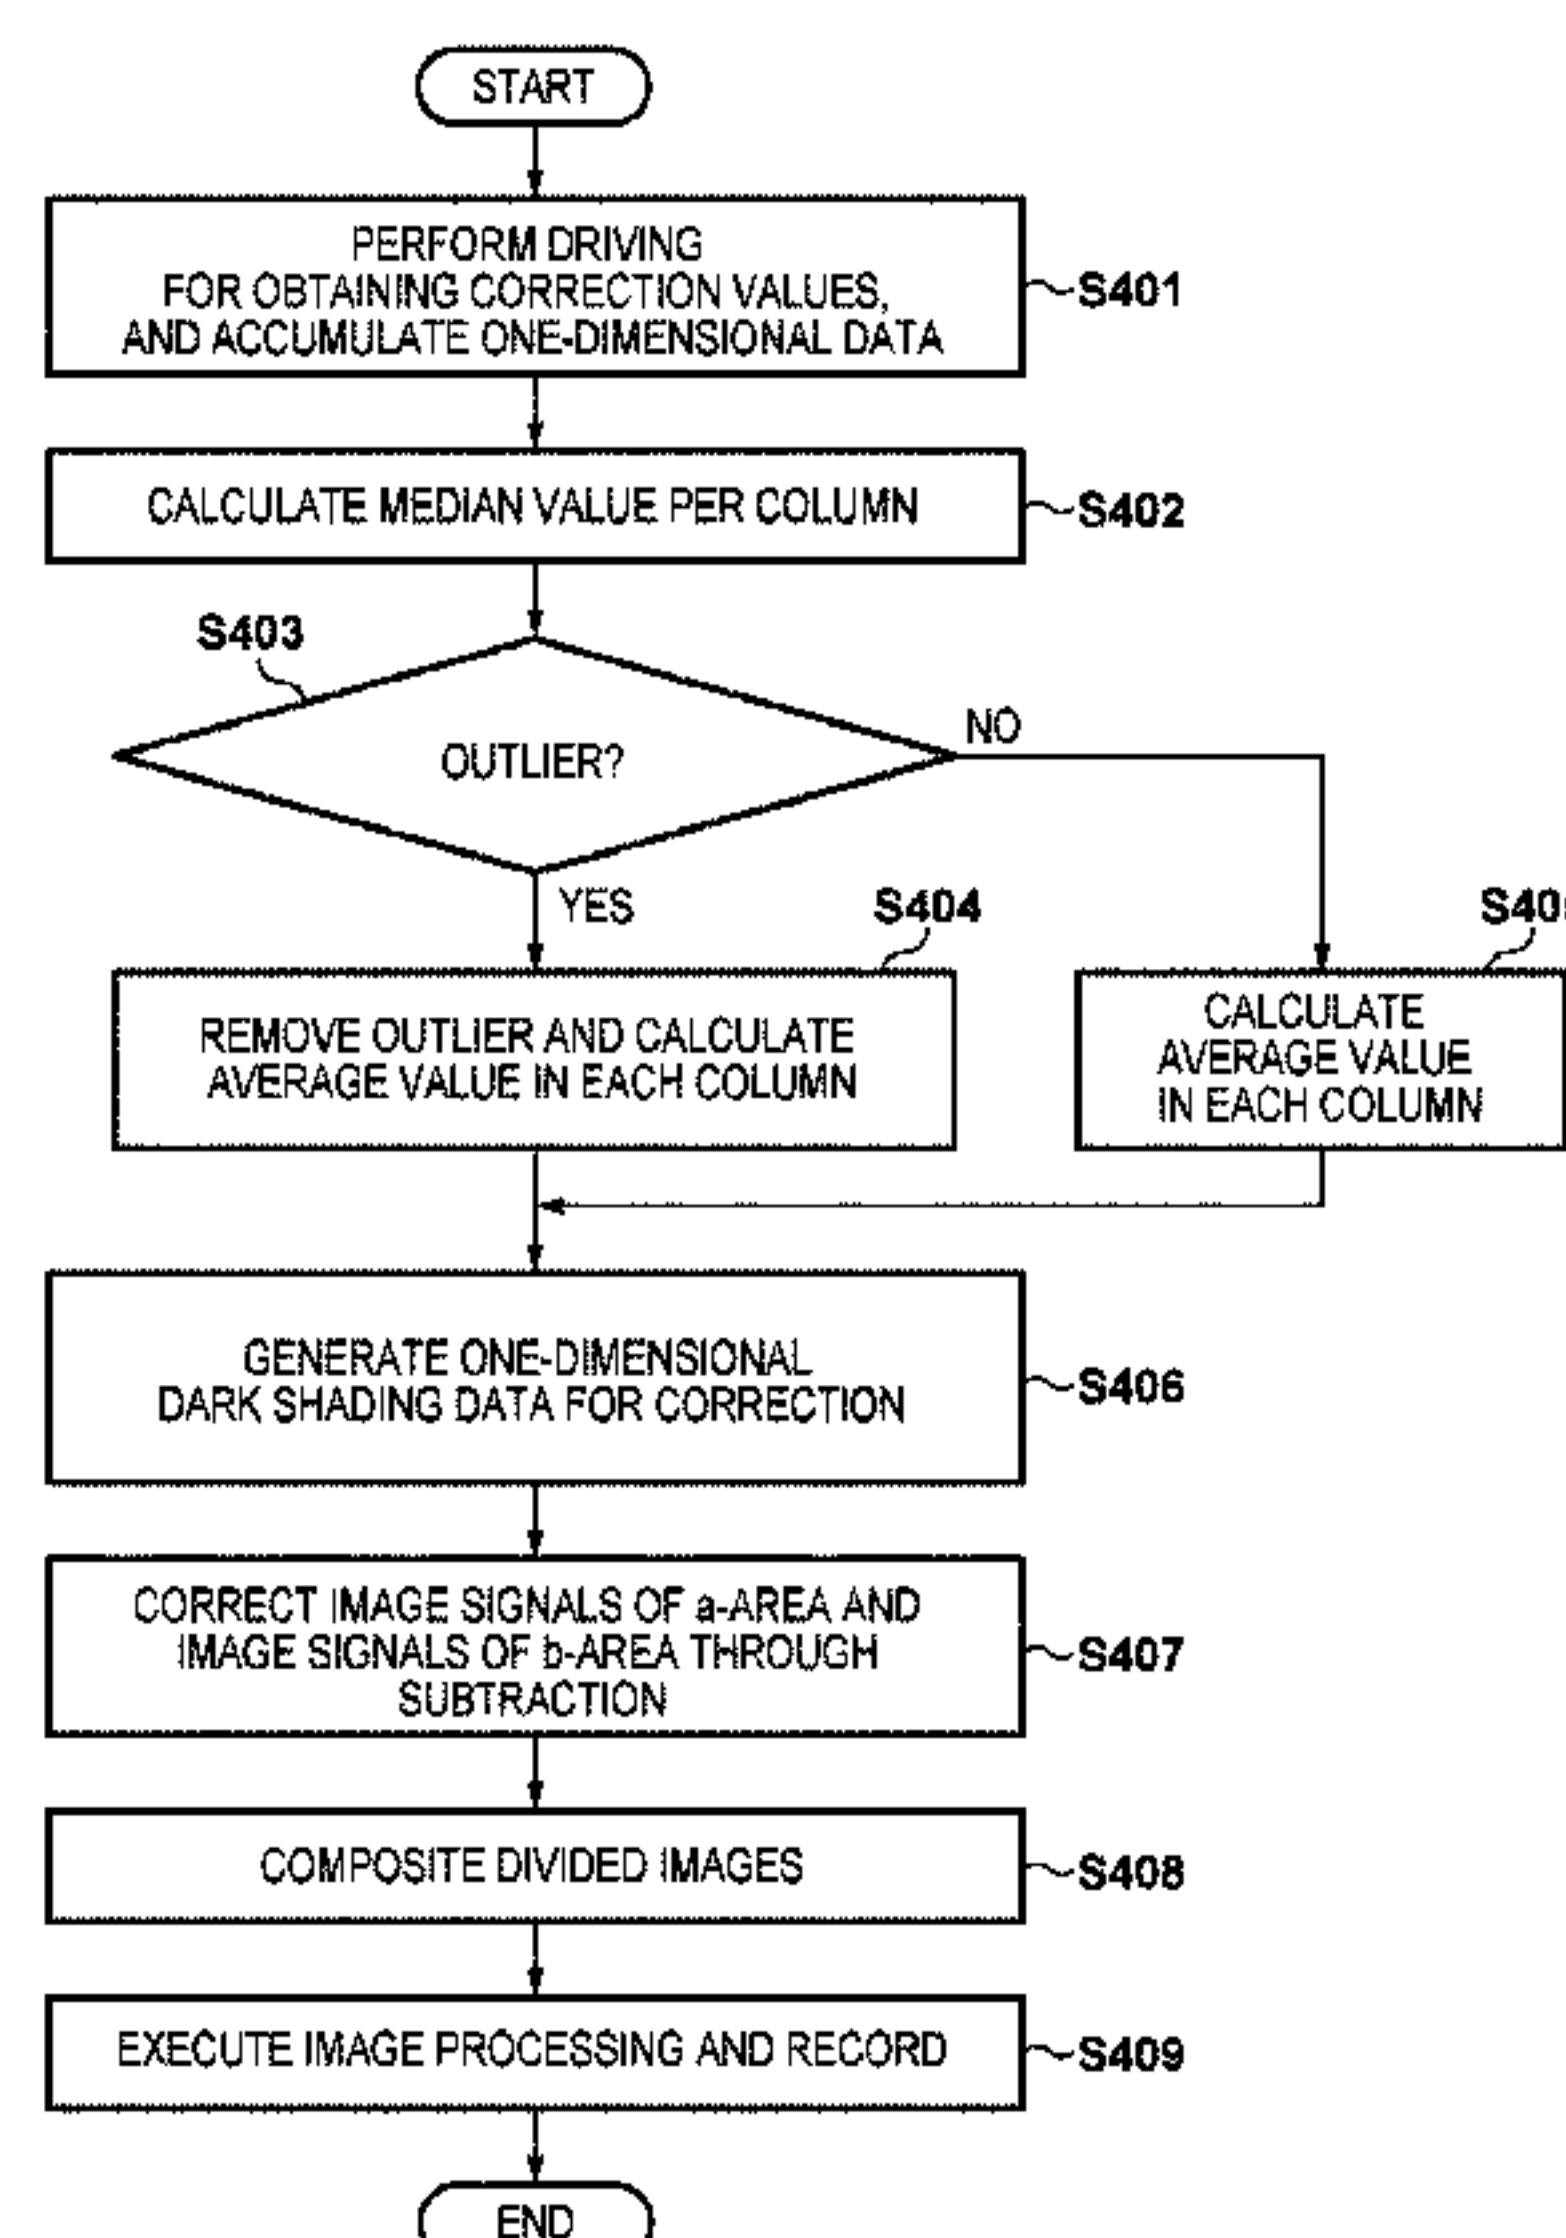 START
PERFORM DRIVING
FOR OBTAINING CORRECTION VALUES,
AND ACCUMULATE ONE-DIMENSIONAL DATA
S401
CALCULATE MEDIAN VALUE PER COLUMN
S402
S403
OUTLIER?
NO
YES
S404
REMOVE OUTLIER AND CALCULATE
AVERAGE VALUE IN EACH COLUMN
CALCULATE
AVERAGE VALUE
IN EACH COLUMN
GENERATE ONE-DIMENSIONAL
DARK SHADING DATA FOR CORRECTION
S406
CORRECT IMAGE SIGNALS OF a-AREA AND
IMAGE SIGNALS OF b-AREA THROUGH
SUBTRACTION
S407
COMPOSITE DIVIDED IMAGES
S408
EXECUTE IMAGE PROCESSING AND RECORD
S409
END